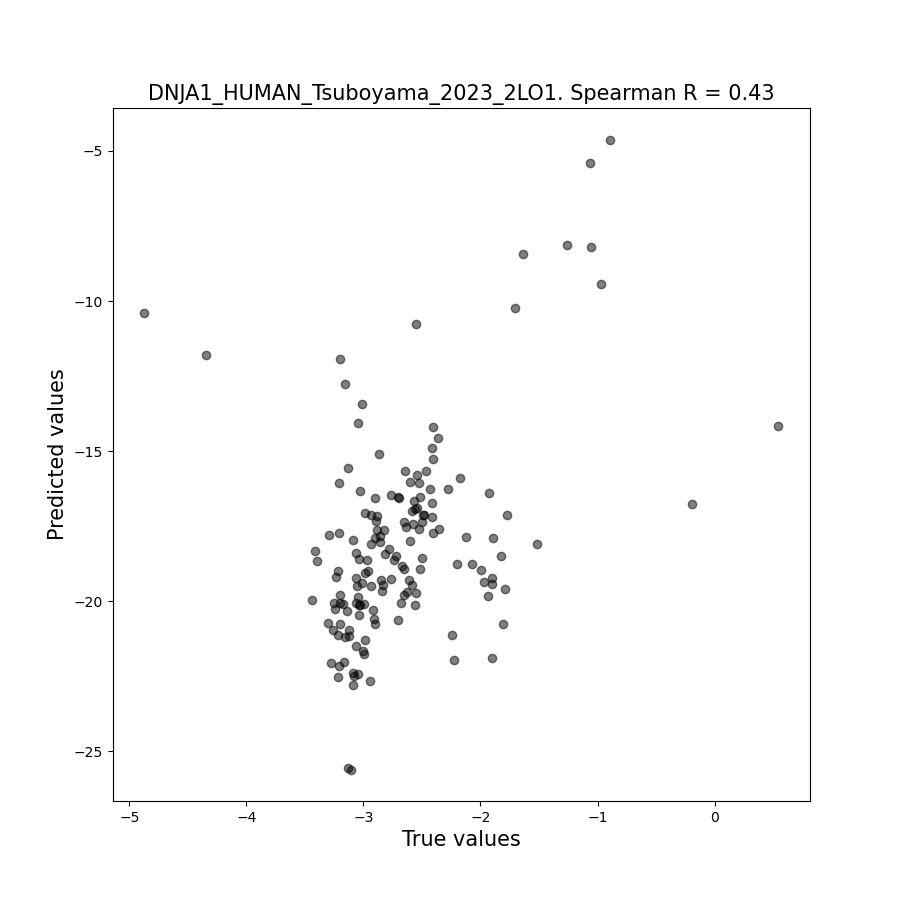 DNJA1_HUMAN_Tsuboyama_2023_2LO1. Spearman R = 0.43
−5
−10
−15
−20
−25
Predicted values
−5 −4 −3 −2 −1 0
True values